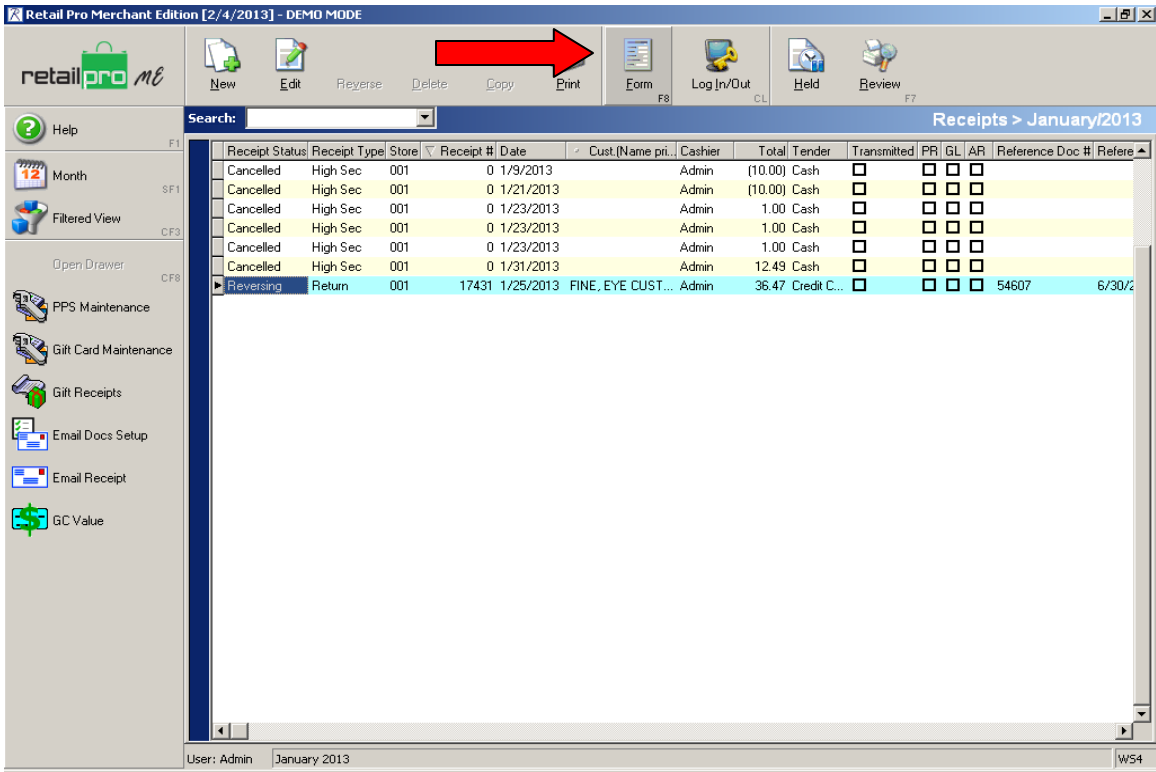 Retail Pro Merchant Edition [2/4/2013] - DEMO MODE
retailpro ME
New
Edit
Reverse
Delete
Copy
Print
Form
F8
Log In/Out
CL
Held
Review
F7
Help
F1
Month
SF1
Filtered View
CF3
Open Drawer
CF8
PPS Maintenance
Gift Card Maintenance
Gift Receipts
Email Docs Setup
Email Receipt
GC Value
Search:
Receipts > January/2013
Receipt Status Receipt Type Store Receipt # Date Cust.(Name pri... Cashier Total Tender Transmitted PR GL AR Reference Doc # Refere
Cancelled High Sec 001 0 1/9/2013 Admin (10.00) Cash
Cancelled High Sec 001 0 1/21/2013 Admin (10.00) Cash
Cancelled High Sec 001 0 1/23/2013 Admin 1.00 Cash
Cancelled High Sec 001 0 1/23/2013 Admin 1.00 Cash
Cancelled High Sec 001 0 1/23/2013 Admin 1.00 Cash
Cancelled High Sec 001 0 1/31/2013 Admin 12.49 Cash
Reversing Return 001 17431 1/25/2013 FINE, EYE CUST... Admin 36.47 Credit C... 54607 6/30/2
User: Admin January 2013 WS4